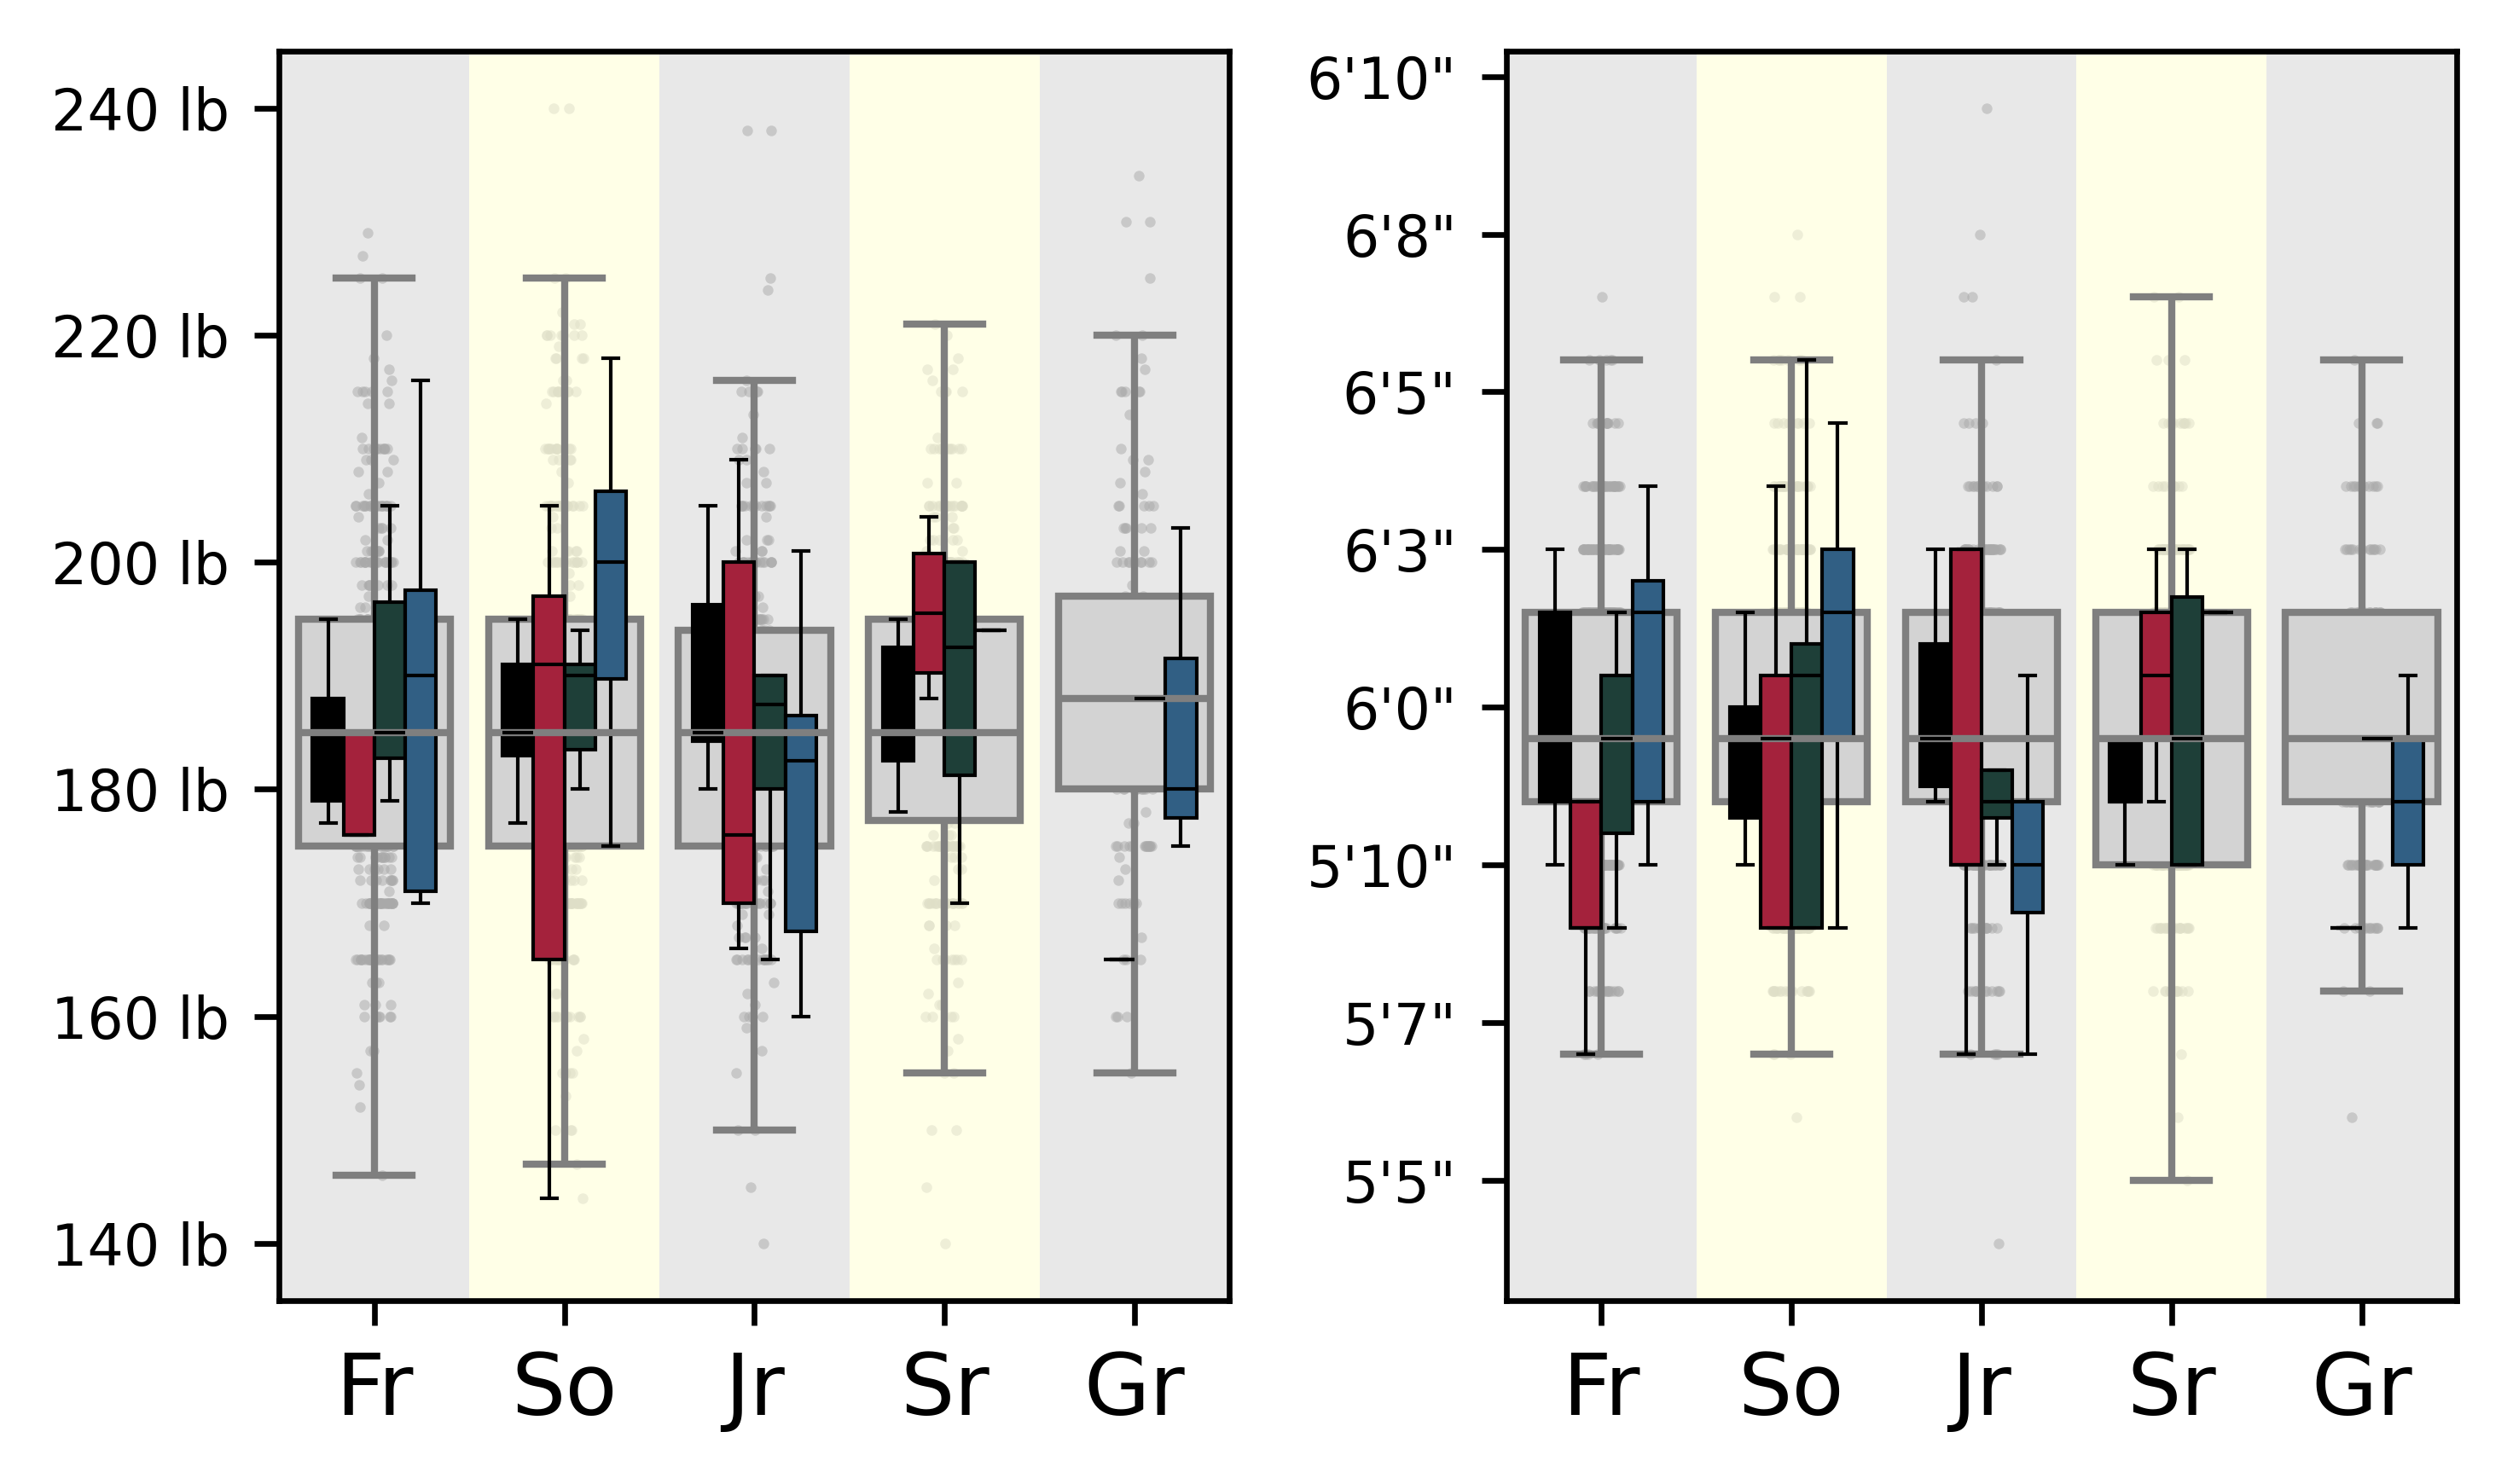 240 lb
220 lb
200 lb
180 lb
160 lb
140 lb
Fr So Jr Sr Gr
6'10"
6'8"
6'5"
6'3"
6'0"
5'10"
5'7"
5'5"
Fr So Jr Sr Gr